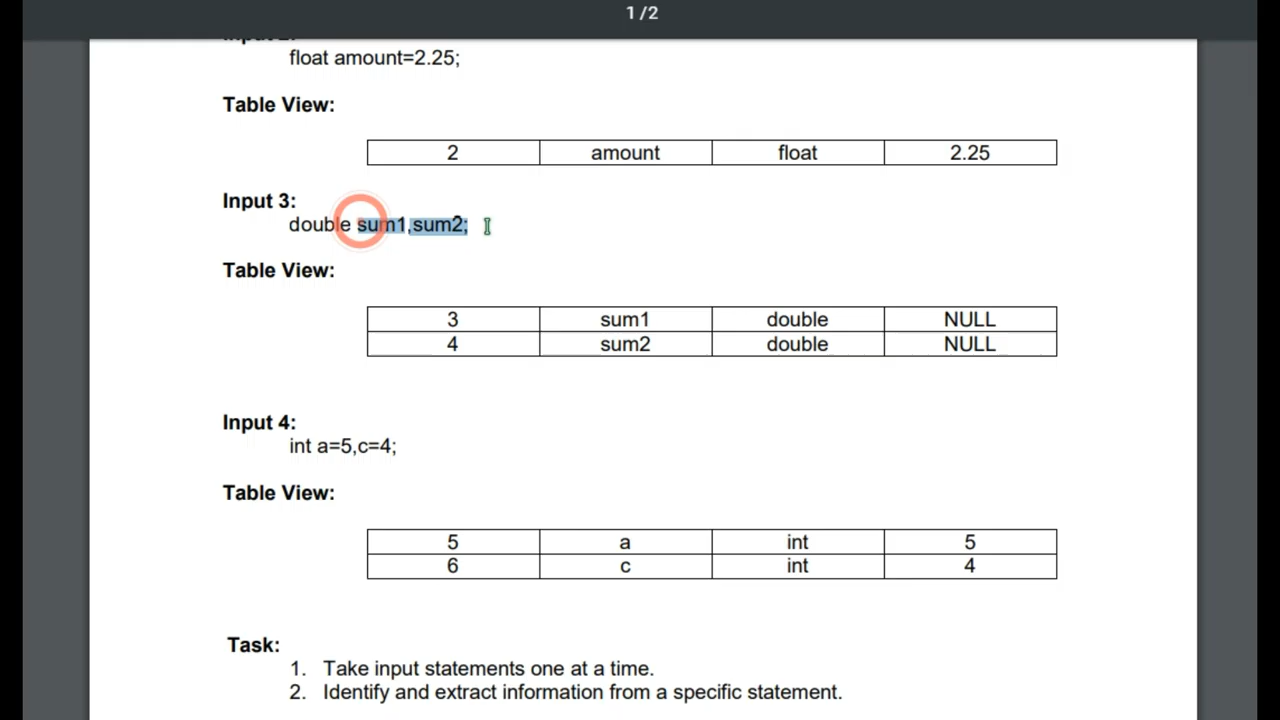 1 /2
float amount=2.25;
Table View:
2 amount float 2.25
Input 3:
double sum1,sum2;
Table View:
3 sum1 double NULL
4 sum2 double NULL
Input 4:
int a=5,c=4;
Table View:
5 a int 5
6 c int 4
Task:
1. Take input statements one at a time.
2. Identify and extract information from a specific statement.